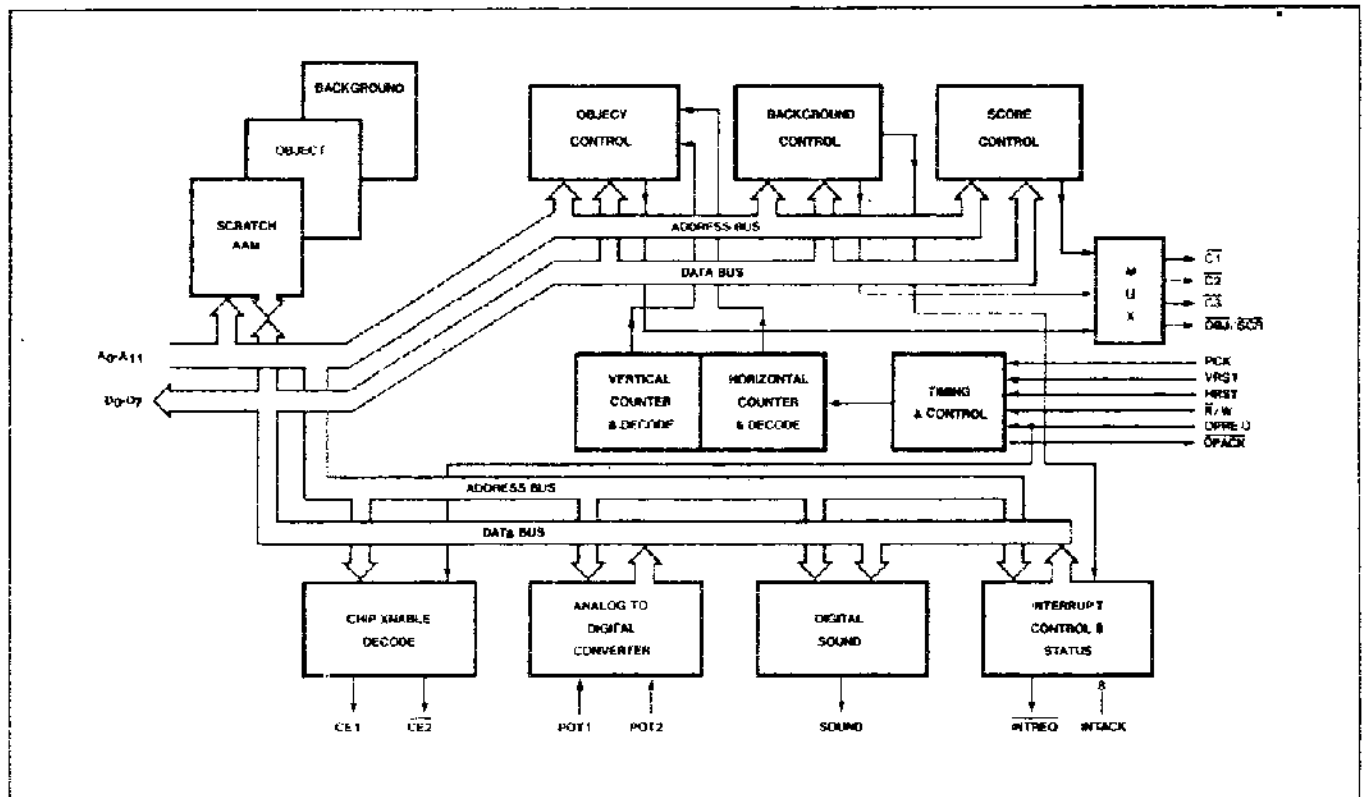 BACKGROUND
OBJECT
SCRATCH
AAM
OBJECY
CONTROL
BACKGROUND
CONTROL
SCORE
CONTROL
ADDRESS BUS
DATA BUS
M
U
X
C1
C2
C3
OBJ/SCR
A0-A11
D0-D7
VERTICAL
COUNTER
& DECODE
HORIZONTAL
COUNTER
& DECODE
TIMING
& CONTROL
PCK
VRST
HRST
R/W
OPREQ
OPACK
ADDRESS BUS
DATA BUS
CHIP XNABLE
DECODE
ANALOG TO
DIGITAL
CONVERTER
DIGITAL
SOUND
INTERRUPT
CONTROL &
STATUS
CE1
CE2
POT1
POT2
SOUND
INTREQ
INTACK